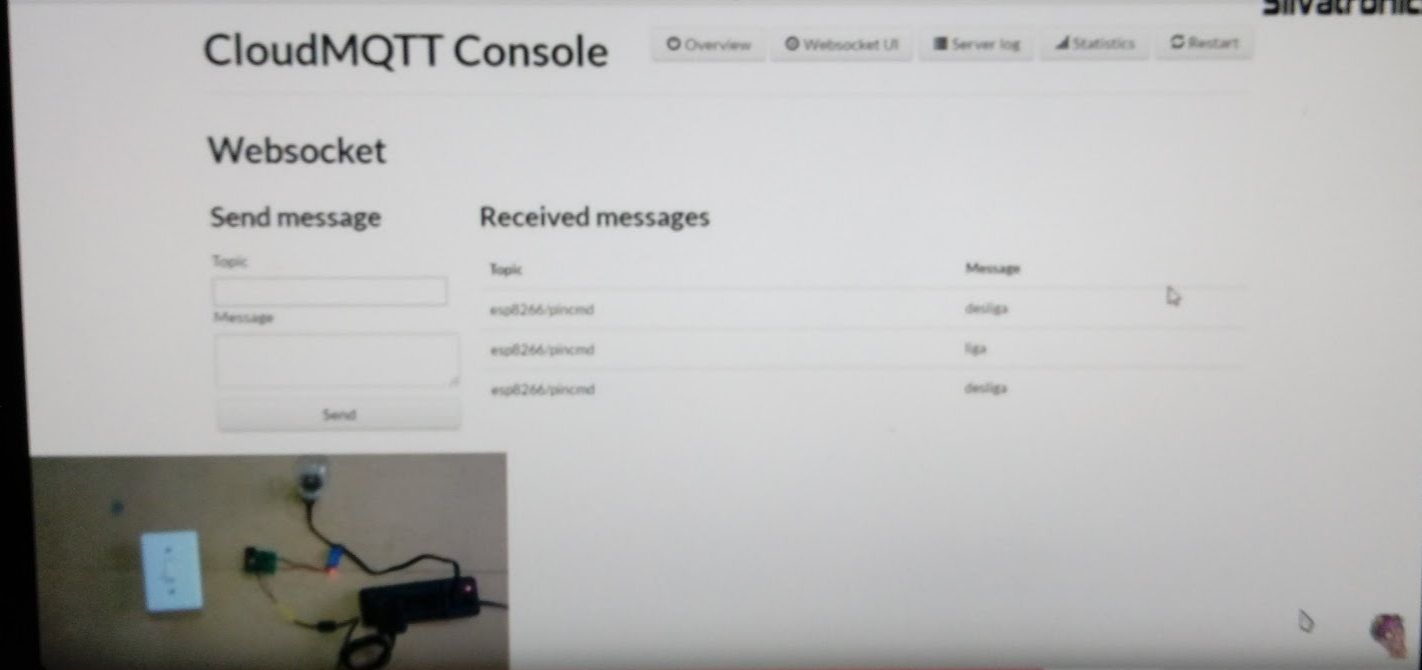 Silvatronic
CloudMQTT Console
Overview
Websocket UI
Server log
Statistics
Restart
Websocket
Send message
Received messages
Topic
Message
Send
Topic Message
esp8266/pincmd desliga
esp8266/pincmd liga
esp8266/pincmd desliga